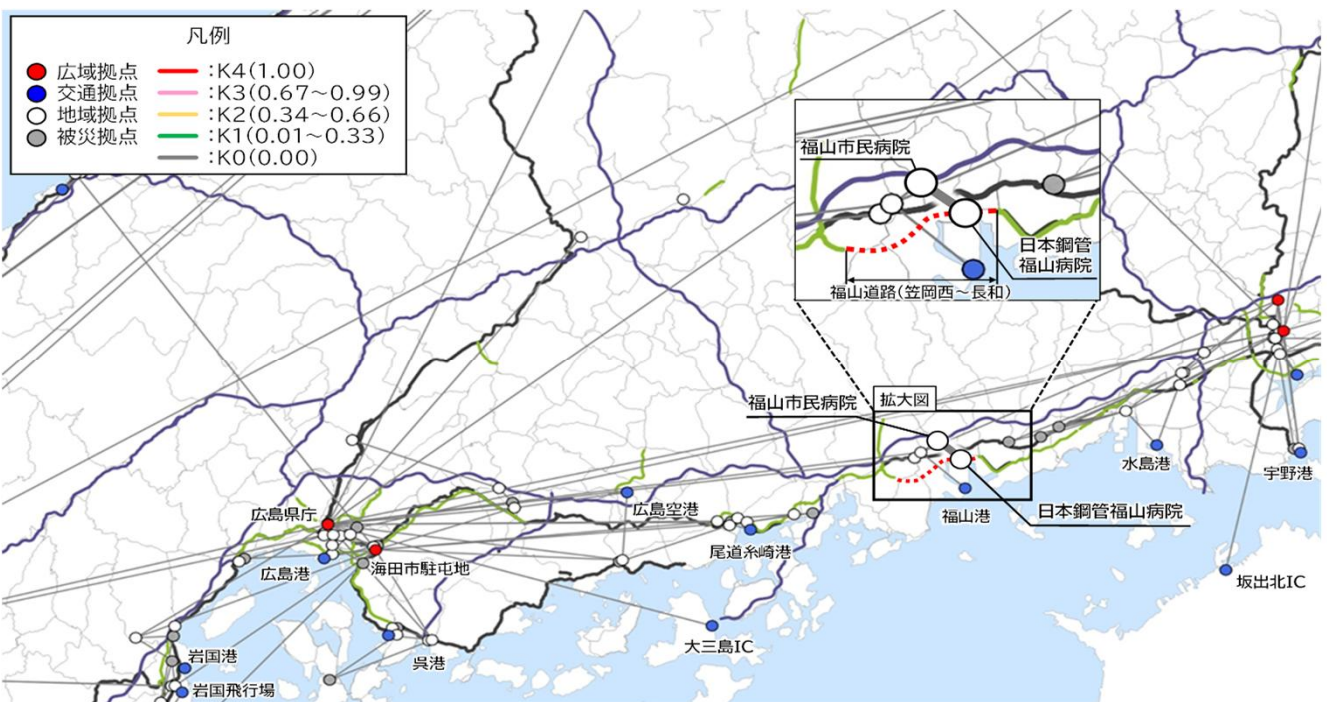 凡例
広域拠点
:K4(1.00)
交通拠点
:K3(0.67～0.99)
地域拠点
:K2(0.34～0.66)
被災拠点
:K1(0.01～0.33)
:K0(0.00)
福山市民病院
日本鋼管
福山病院
福山道路(笠岡西～長和)
福山市民病院
拡大図
水島港
宇野港
広島県庁
広島空港
福山港
日本鋼管福山病院
尾道糸崎港
広島港
海田市駐屯地
坂出北IC
大三島IC
岩国港
呉港
岩国飛行場